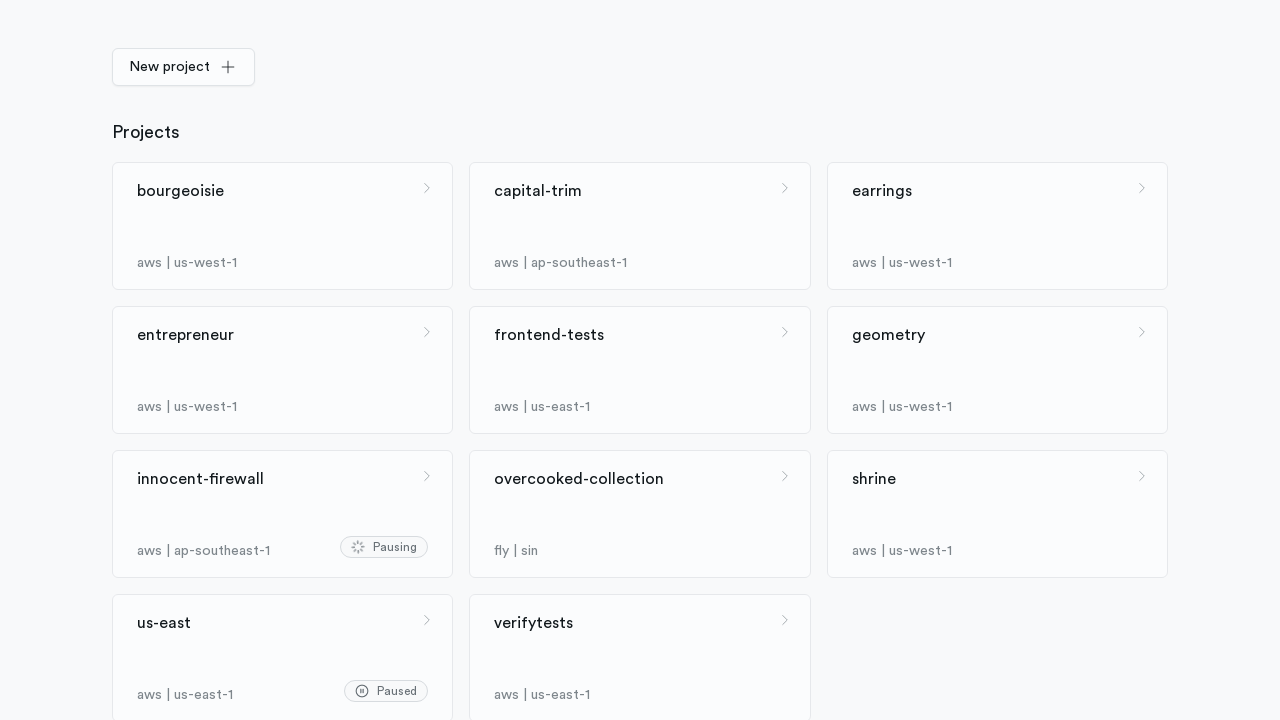 New project
Projects
bourgeoisie
aws | us-west-1
capital-trim
aws | ap-southeast-1
earrings
aws | us-west-1
entrepreneur
aws | us-west-1
frontend-tests
aws | us-east-1
geometry
aws | us-west-1
innocent-firewall
aws | ap-southeast-1
Pausing
overcooked-collection
fly | sin
shrine
aws | us-west-1
us-east
aws | us-east-1
Paused
verifytests
aws | us-east-1